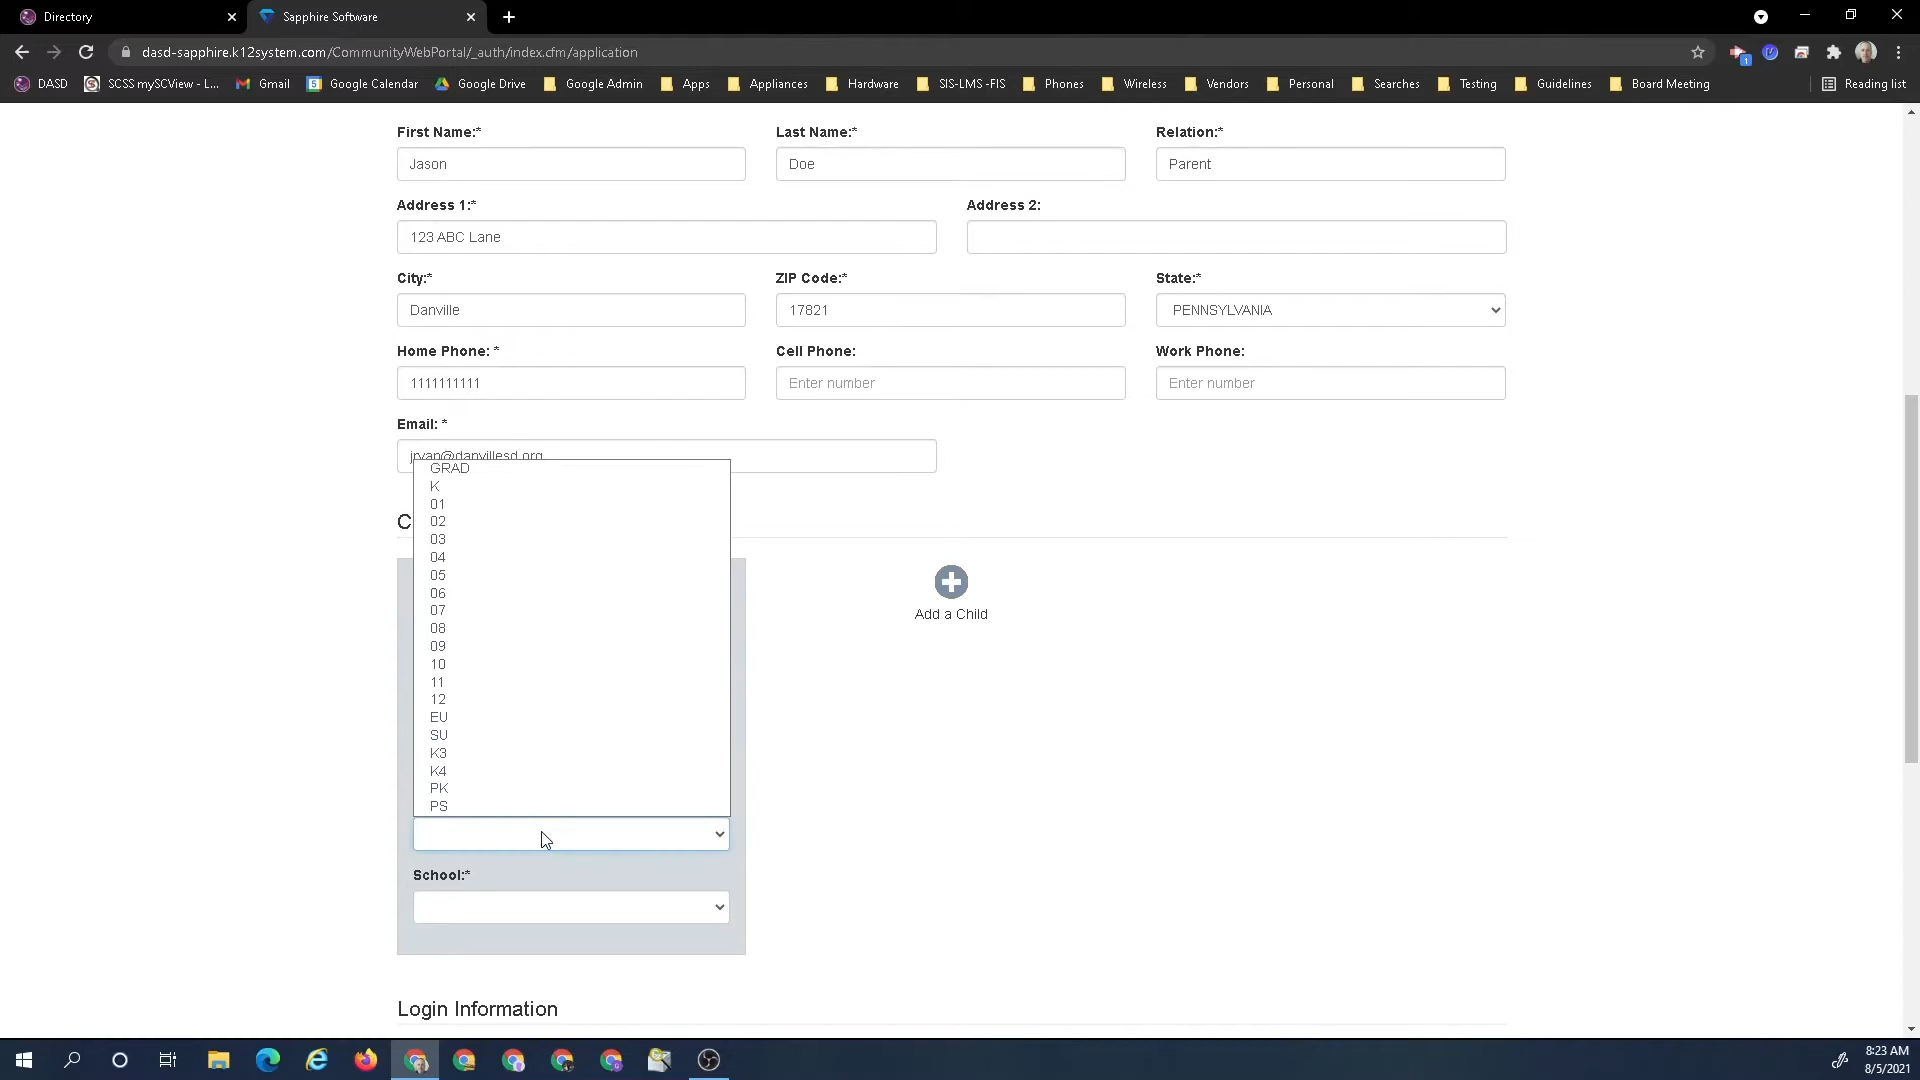 Directory
Sapphire Software
dasd-sapphire.k12system.com/CommunityWebPortal/_auth/index.cfm/application
DASD SCSS mySCView - L... Gmail Google Calendar Google Drive Google Admin Apps Appliances Hardware SIS-LMS -FIS Phones Wireless Vendors Personal Searches Testing Guidelines Board Meeting Reading list
First Name:* Last Name:* Relation:*
Jason Doe Parent
Address 1:* Address 2:
123 ABC Lane
City:* ZIP Code:* State:*
Danville 17821 PENNSYLVANIA
Home Phone: * Cell Phone: Work Phone:
1111111111 Enter number Enter number
Email: *
jryan@danvillesd.org
GRAD
K
01
02
C
03
04
05
06
07
08
09
10
11
12
EU
SU
K3
K4
PK
PS
Add a Child
School:*
Login Information
8:23 AM
8/5/2021